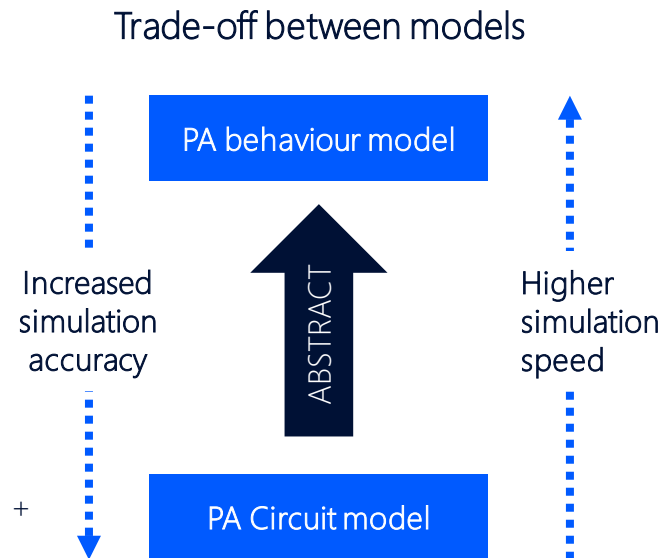 Trade-off between models
PA behaviour model
Increased
simulation
accuracy
ABSTRACT
Higher
simulation
speed
+
PA Circuit model